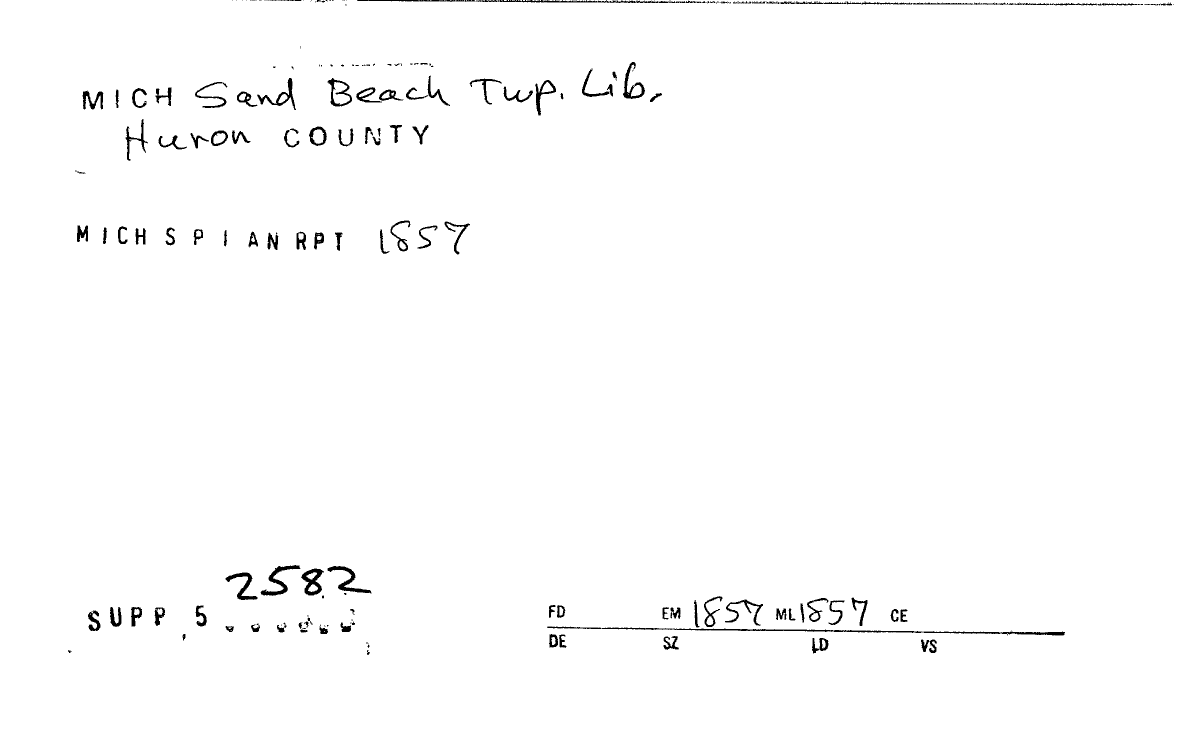 MICH Sand Beach Twp. Lib.
Huron COUNTY
MICH S P I AN RPT 1857
2582
SUPP 5
FD EM 1857 ML 1857 CE
DE SZ LD VS